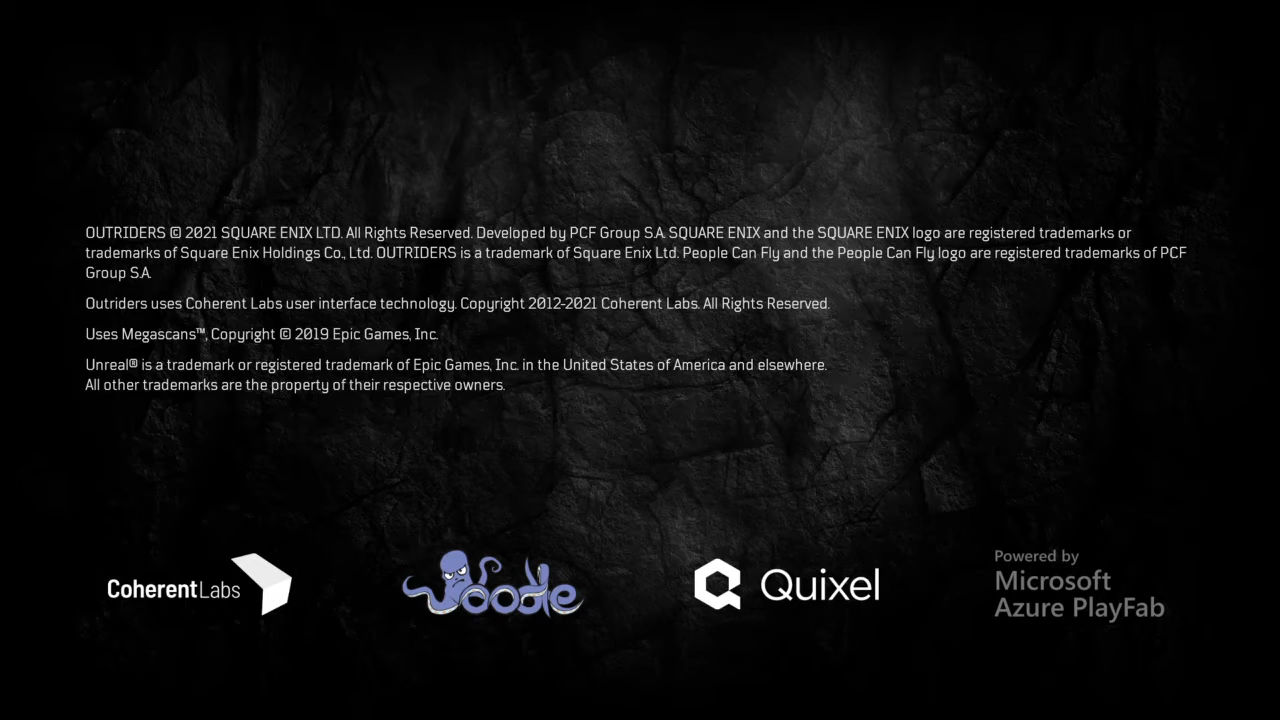 OUTRIDERS © 2021 SQUARE ENIX LTD. All Rights Reserved. Developed by PCF Group S.A. SQUARE ENIX and the SQUARE ENIX logo are registered trademarks or
trademarks of Square Enix Holdings Co., Ltd. OUTRIDERS is a trademark of Square Enix Ltd. People Can Fly and the People Can Fly logo are registered trademarks of PCF
Group S.A.
Outriders uses Coherent Labs user interface technology. Copyright 2012-2021 Coherent Labs. All Rights Reserved.
Uses Megascans™, Copyright © 2019 Epic Games, Inc.
Unreal® is a trademark or registered trademark of Epic Games, Inc. in the United States of America and elsewhere.
All other trademarks are the property of their respective owners.
CoherentLabs
Oodle
Quixel
Powered by
Microsoft
Azure PlayFab